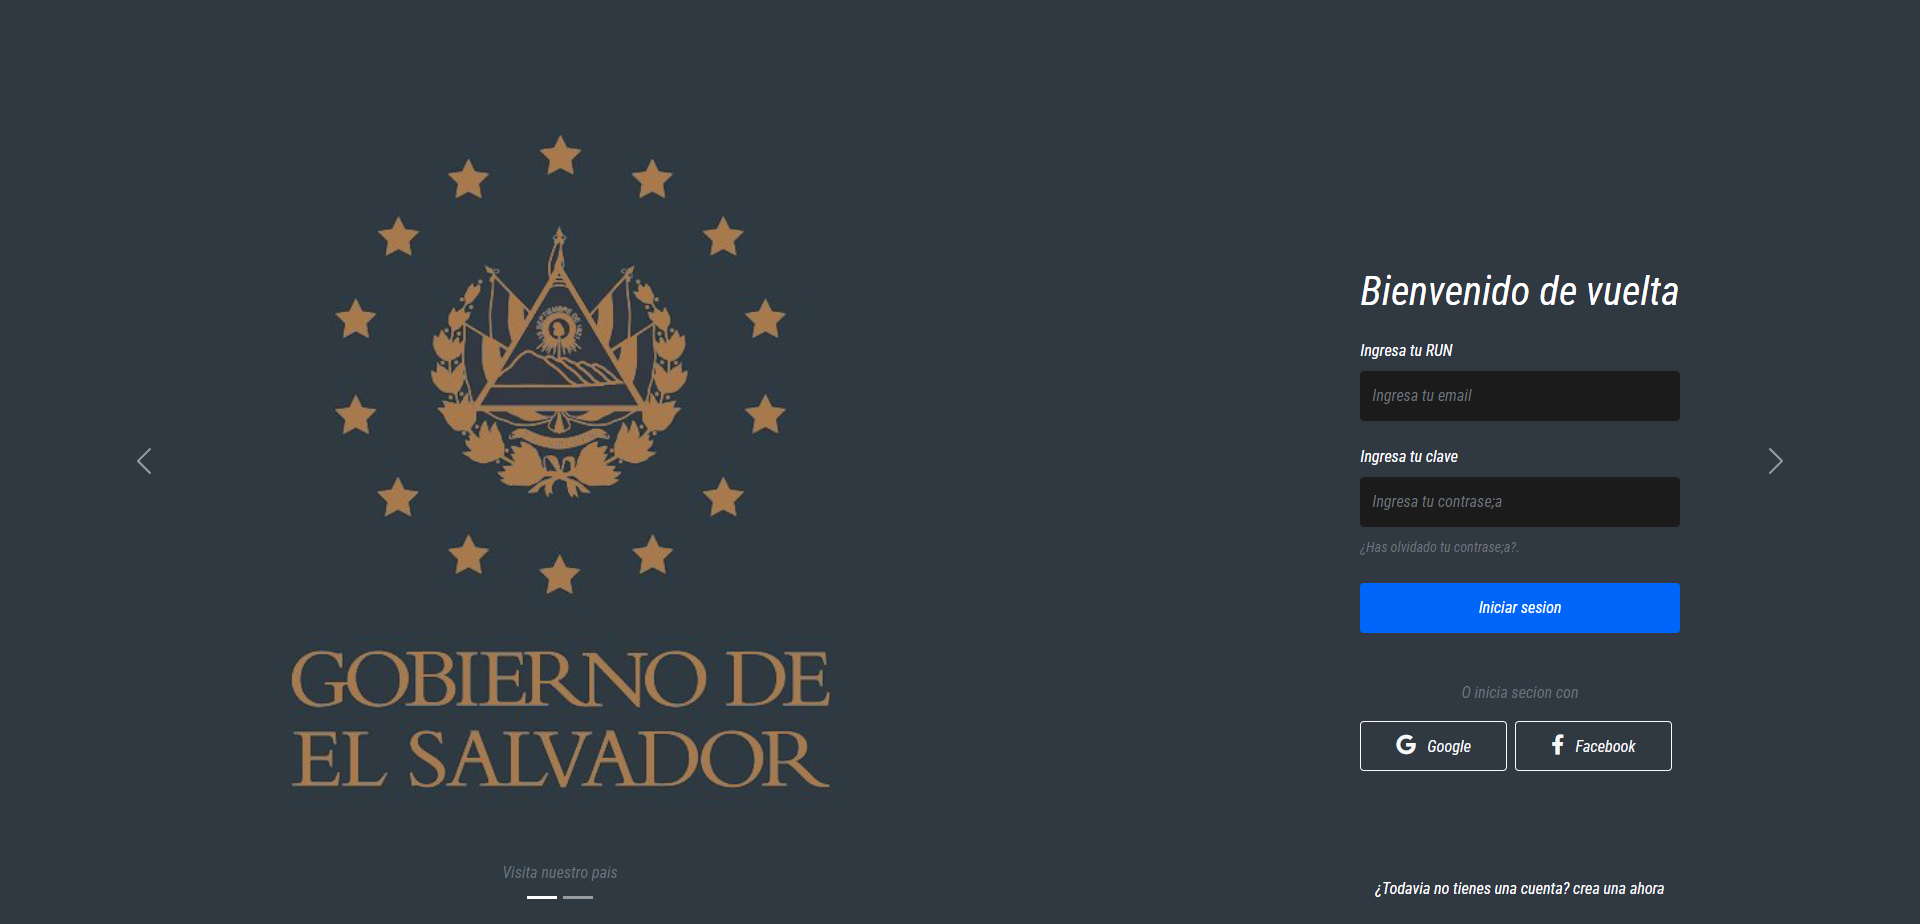 GOBIERNO DE
EL SALVADOR
Visita nuestro pais
Bienvenido de vuelta
Ingresa tu RUN
Ingresa tu email
Ingresa tu clave
Ingresa tu contrase;a
¿Has olvidado tu contrase;a?.
Iniciar sesion
O inicia secion con
Google
Facebook
¿Todavia no tienes una cuenta? crea una ahora